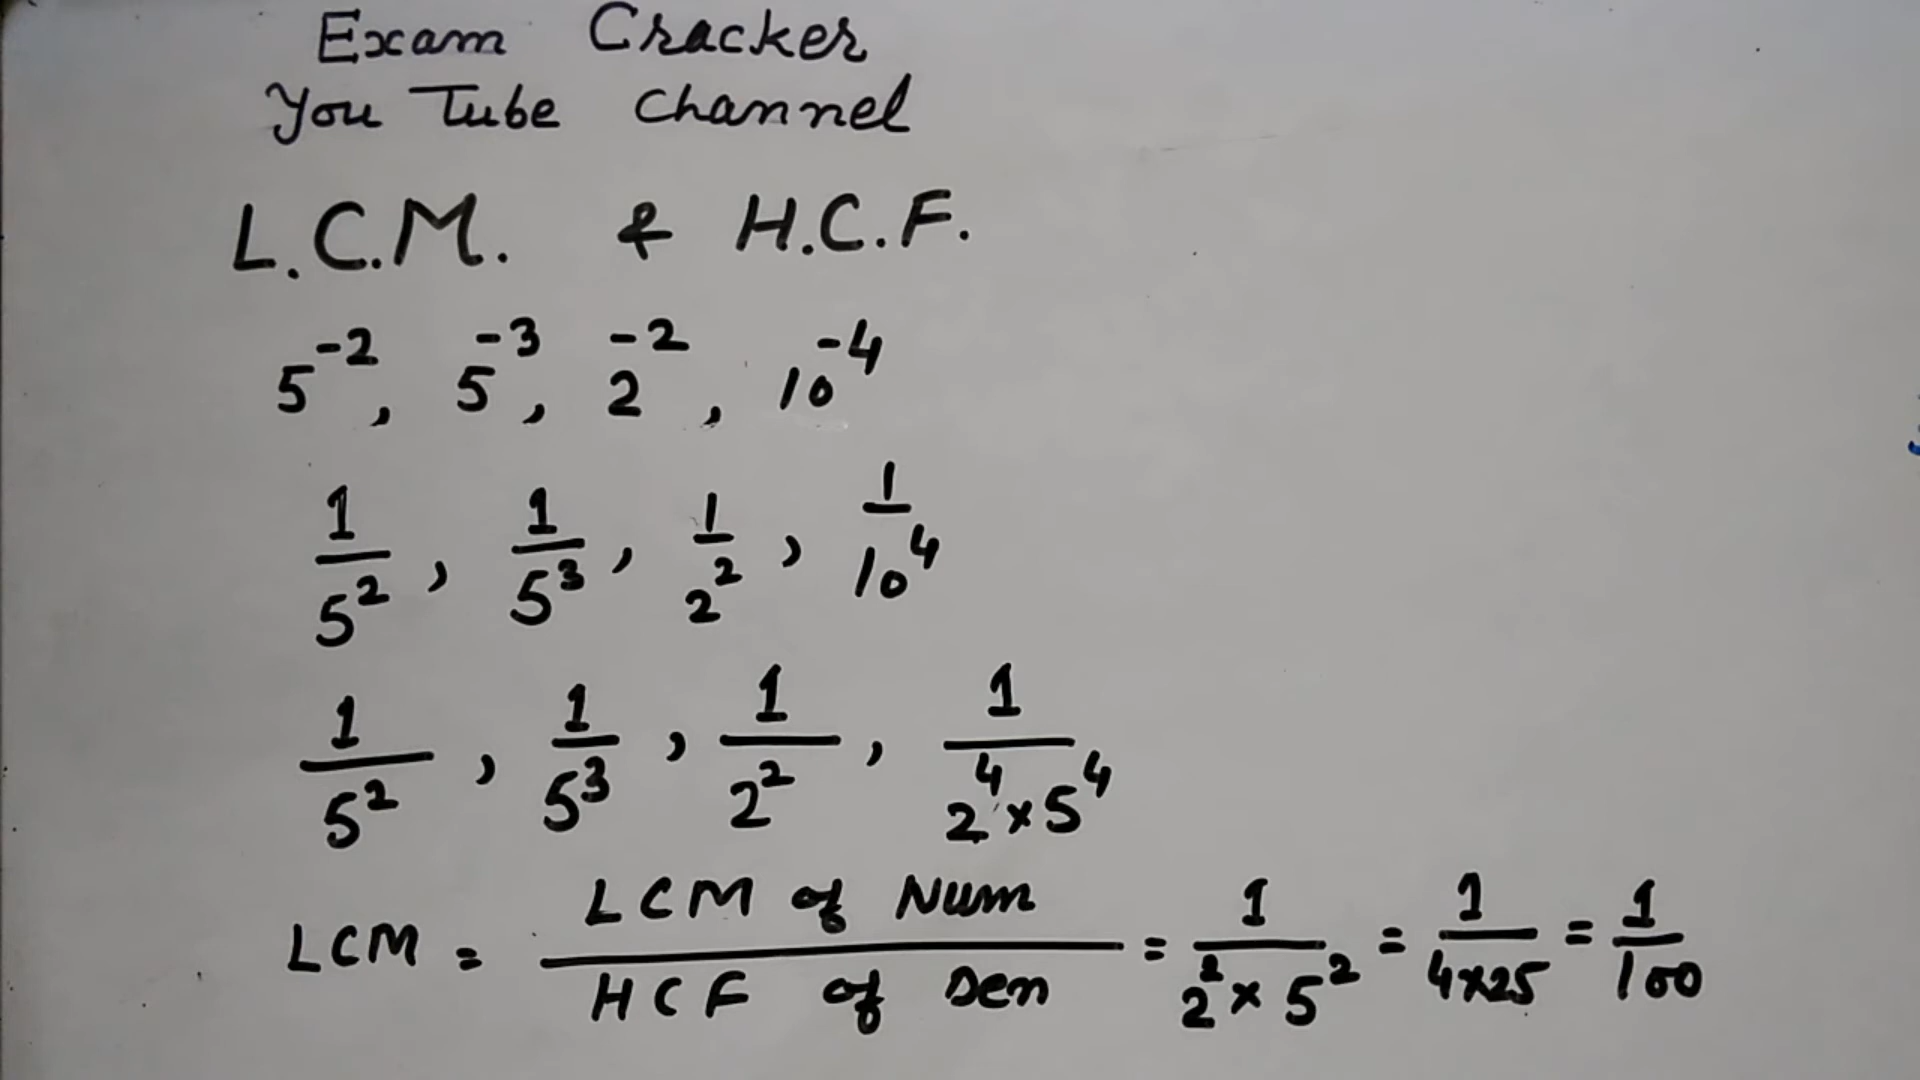 Exam Cracker
You Tube Channel
L.C.M. & H.C.F.
5⁻², 5⁻³, 2⁻², 10⁻⁴
1/5², 1/5³, 1/2², 1/10⁴
1/5², 1/5³, 1/2², 1/2⁴×5⁴
LCM = LCM of Num / HCF of Den = 1/2²×5² = 1/4×25 = 1/100